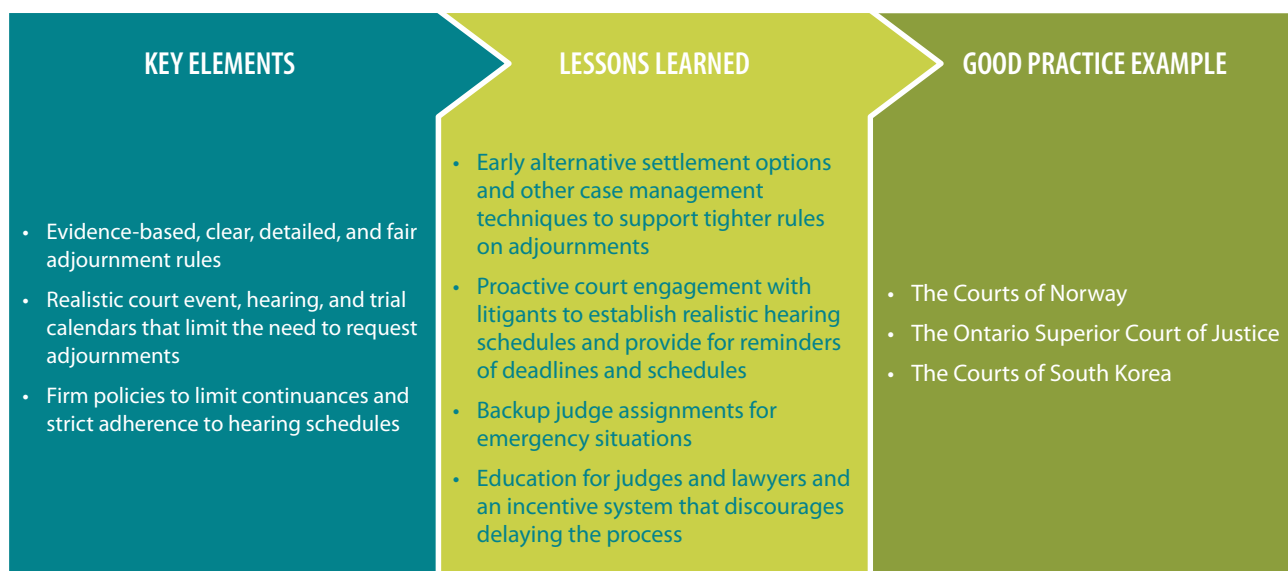 KEY ELEMENTS
• Evidence-based, clear, detailed, and fair
adjournment rules
• Realistic court event, hearing, and trial
calendars that limit the need to request
adjournments
• Firm policies to limit continuances and
strict adherence to hearing schedules
LESSONS LEARNED
• Early alternative settlement options
and other case management
techniques to support tighter rules
on adjournments
• Proactive court engagement with
litigants to establish realistic hearing
schedules and provide for reminders
of deadlines and schedules
• Backup judge assignments for
emergency situations
• Education for judges and lawyers and
an incentive system that discourages
delaying the process
GOOD PRACTICE EXAMPLE
• The Courts of Norway
• The Ontario Superior Court of Justice
• The Courts of South Korea